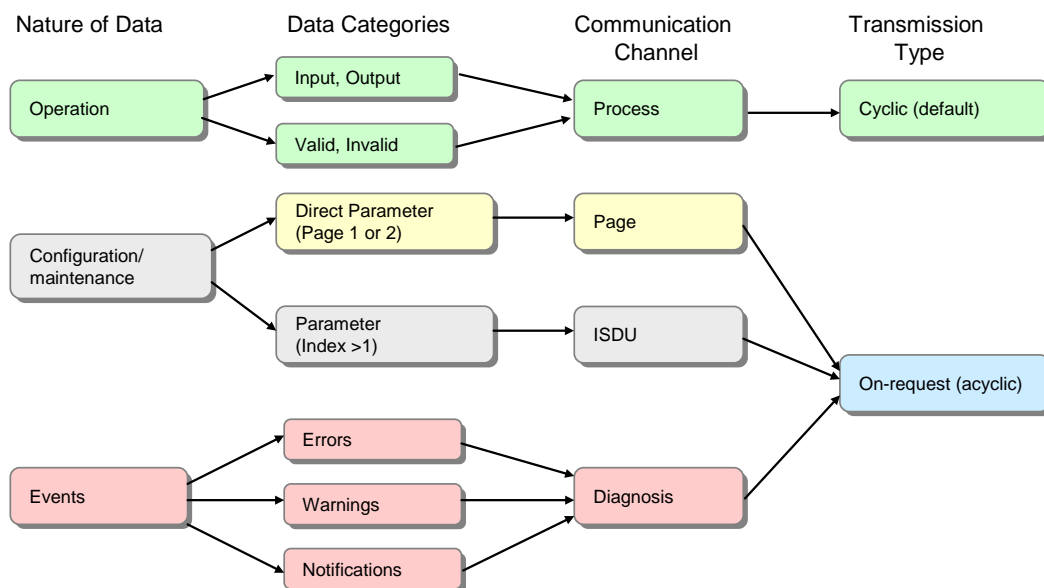 Nature of Data
Data Categories
Communication
Channel
Transmission
Type
Operation
Input, Output
Valid, Invalid
Process
Cyclic (default)
Configuration/
maintenance
Direct Parameter
(Page 1 or 2)
Page
Parameter
(Index >1)
ISDU
On-request (acyclic)
Events
Errors
Warnings
Notifications
Diagnosis